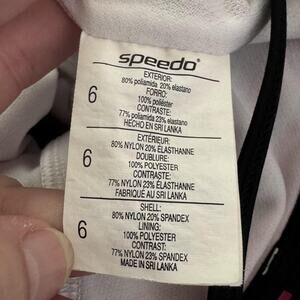 speedo
6
EXTERIOR:
80% poliamida 20% elastano
FORRO:
100% poliéster
CONTRASTE:
77% poliamida 23% elastano
HECHO EN SRI LANKA
6
EXTÉRIEUR:
80% NYLON 20% ÉLASTHANNE
DOUBLURE:
100% POLYESTER
CONTRASTE:
77% NYLON 23% ÉLASTHANNE
FABRIQUÉ AU SRI LANKA
6
SHELL:
80% NYLON 20% SPANDEX
LINING:
100% POLYESTER
CONTRAST:
77% NYLON 23% SPANDEX
MADE IN SRI LANKA